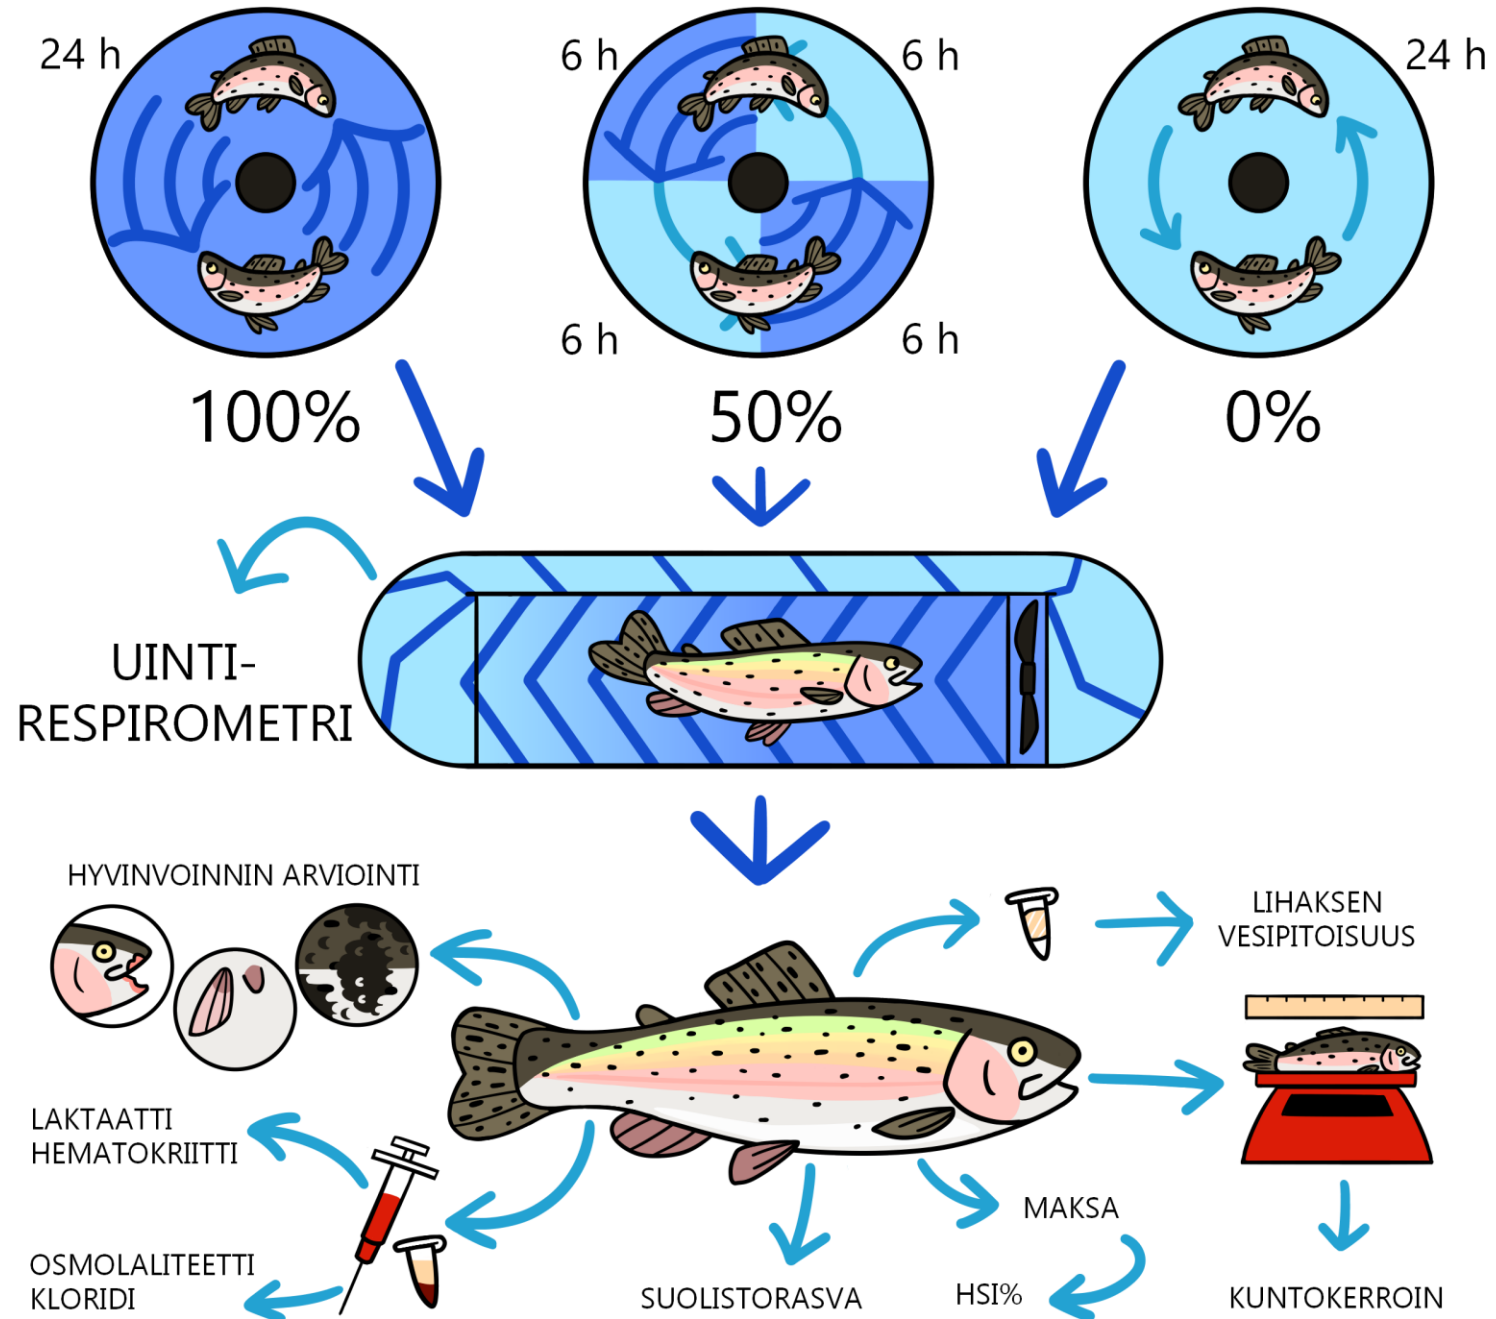 24 h
6 h
6 h
24 h
6 h
6 h
100%
50%
0%
UINTI-
RESPIROMETRI
HYVINVOINNIN ARVIOINTI
LIHAKSEN
VESIPITOISUUS
LAKTAATTI
HEMATOKRIITTI
OSMOLALITEETTI
KLORIDI
SUOLISTORASVA
MAKSA
HSI%
KUNTOKERROIN